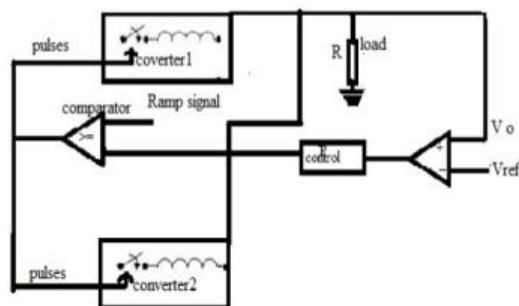 pulses
coverter1
R
load
comparator
Ramp signal
>=
V o
+
control
-
Vref
pulses
converter2